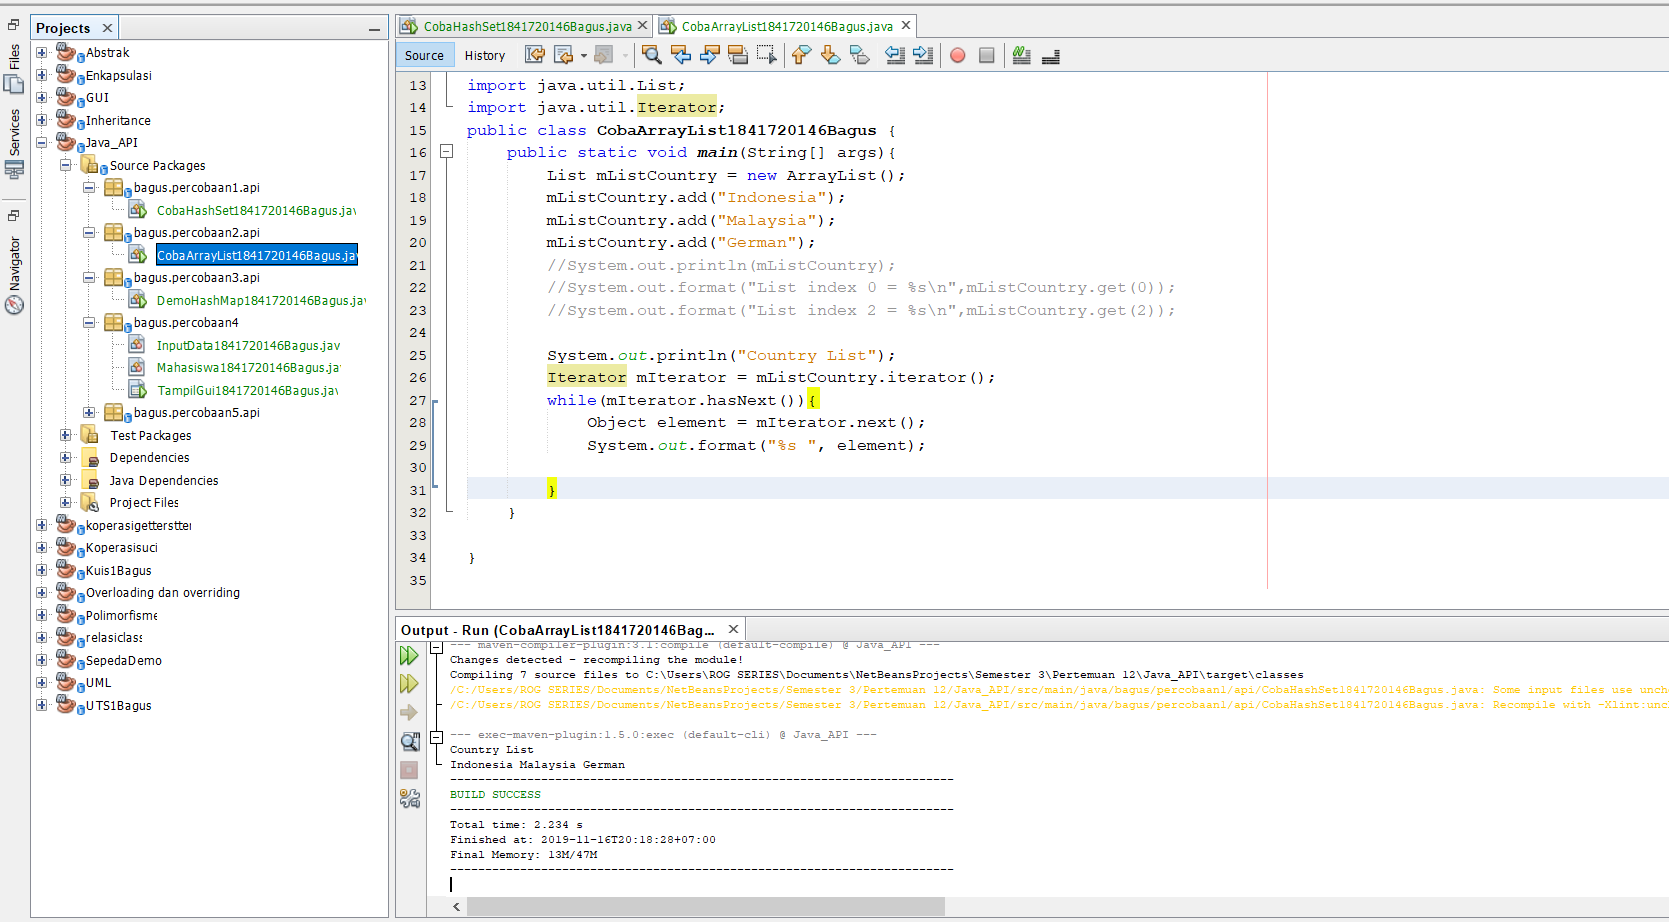 Files
Services
Navigator
Projects
Abstrak
Enkapsulasi
GUI
Inheritance
Java_API
Source Packages
bagus.percobaan1.api
CobaHashSet1841720146Bagus.jav
bagus.percobaan2.api
CobaArrayList1841720146Bagus.jav
bagus.percobaan3.api
DemoHashMap1841720146Bagus.jav
bagus.percobaan4
InputData1841720146Bagus.jav
Mahasiswa1841720146Bagus.jav
TampilGui1841720146Bagus.jav
bagus.percobaan5.api
Test Packages
Dependencies
Java Dependencies
Project Files
koperasigetterstter
Koperasisuci
Kuis1Bagus
Overloading dan overriding
Polimorfisme
relasiclass
SepedaDemo
UML
UTS1Bagus
CobaHashSet1841720146Bagus.java CobaArrayList1841720146Bagus.java
Source History
13 import java.util.List;
14 import java.util.Iterator;
15 public class CobaArrayList1841720146Bagus {
16 public static void main(String[] args){
17 List mListCountry = new ArrayList();
18 mListCountry.add("Indonesia");
19 mListCountry.add("Malaysia");
20 mListCountry.add("German");
21 //System.out.println(mListCountry);
22 //System.out.format("List index 0 = %s\n",mListCountry.get(0));
23 //System.out.format("List index 2 = %s\n",mListCountry.get(2));
24
25 System.out.println("Country List");
26 Iterator mIterator = mListCountry.iterator();
27 while(mIterator.hasNext()){
28 Object element = mIterator.next();
29 System.out.format("%s ", element);
30
31 }
32 }
33
34 }
35
Output - Run (CobaArrayList1841720146Bag...
--- maven-compiler-plugin:3.1:compile (default-compile) @ Java_API ---
Changes detected - recompiling the module!
Compiling 7 source files to C:\Users\ROG SERIES\Documents\NetBeansProjects\Semester 3\Pertemuan 12\Java_API\target\classes
/C:/Users/ROG SERIES/Documents/NetBeansProjects/Semester 3/Pertemuan 12/Java_API/src/main/java/bagus/percobaan1/api/CobaHashSet1841720146Bagus.java: Some input files use unche
/C:/Users/ROG SERIES/Documents/NetBeansProjects/Semester 3/Pertemuan 12/Java_API/src/main/java/bagus/percobaan1/api/CobaHashSet1841720146Bagus.java: Recompile with -Xlint:unc
--- exec-maven-plugin:1.5.0:exec (default-cli) @ Java_API ---
Country List
Indonesia Malaysia German
------------------------------------------------------------------------
BUILD SUCCESS
------------------------------------------------------------------------
Total time: 2.234 s
Finished at: 2019-11-16T20:18:28+07:00
Final Memory: 13M/47M
------------------------------------------------------------------------